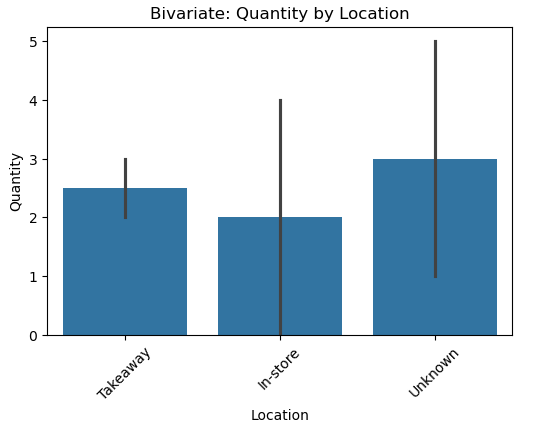 Bivariate: Quantity by Location
5
4
3
2
1
0
Quantity
Takeaway
In-store
Unknown
Location